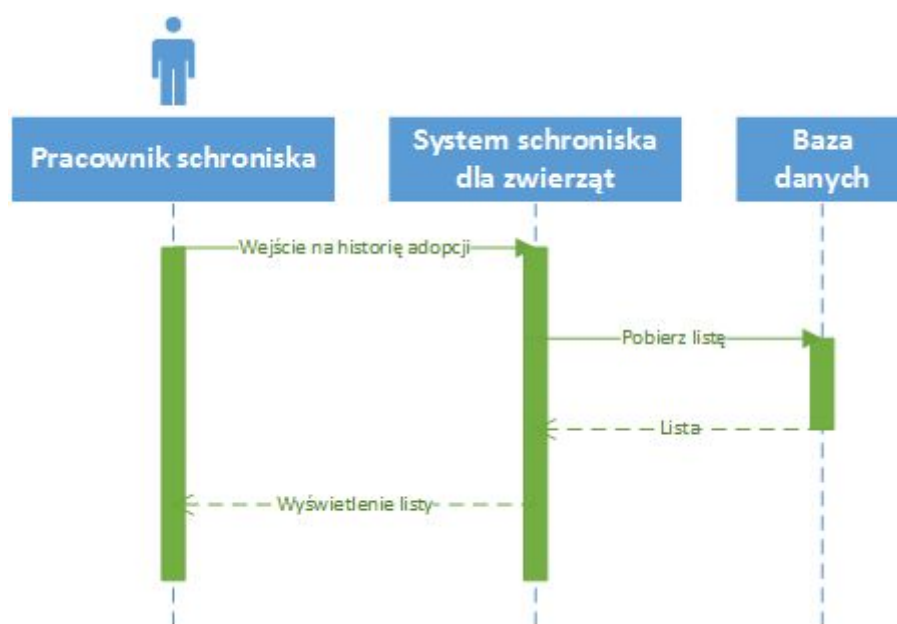 Pracownik schroniska
System schroniska
dla zwierząt
Baza
danych
Wejście na historię adopcji
Pobierz listę
Lista
Wyświetlenie listy